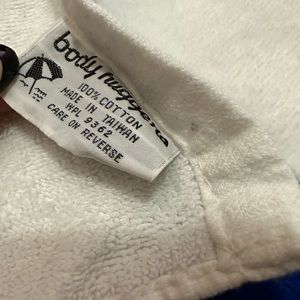 body huggers
100% COTTON
MADE IN TAIWAN
WPL 9362
CARE ON REVERSE